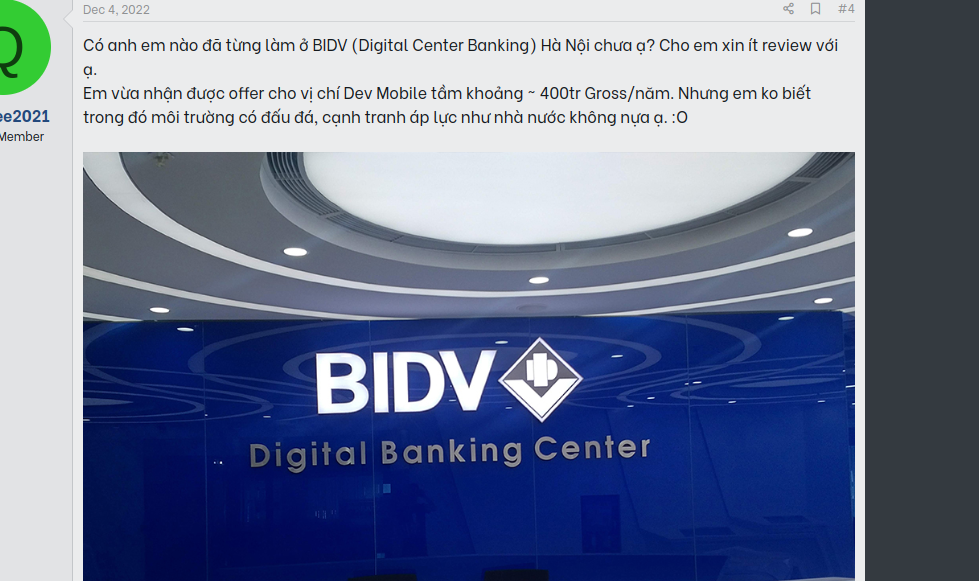 Dec 4, 2022
#4
Có anh em nào đã từng làm ở BIDV (Digital Center Banking) Hà Nội chưa ạ? Cho em xin ít review với
ạ.
Em vừa nhận được offer cho vị chí Dev Mobile tầm khoảng ~ 400tr Gross/năm. Nhưng em ko biết
trong đó môi trường có đấu đá, cạnh tranh áp lực như nhà nước không nựa ạ. :O
Q
ee2021
Member
BIDV
Digital Banking Center